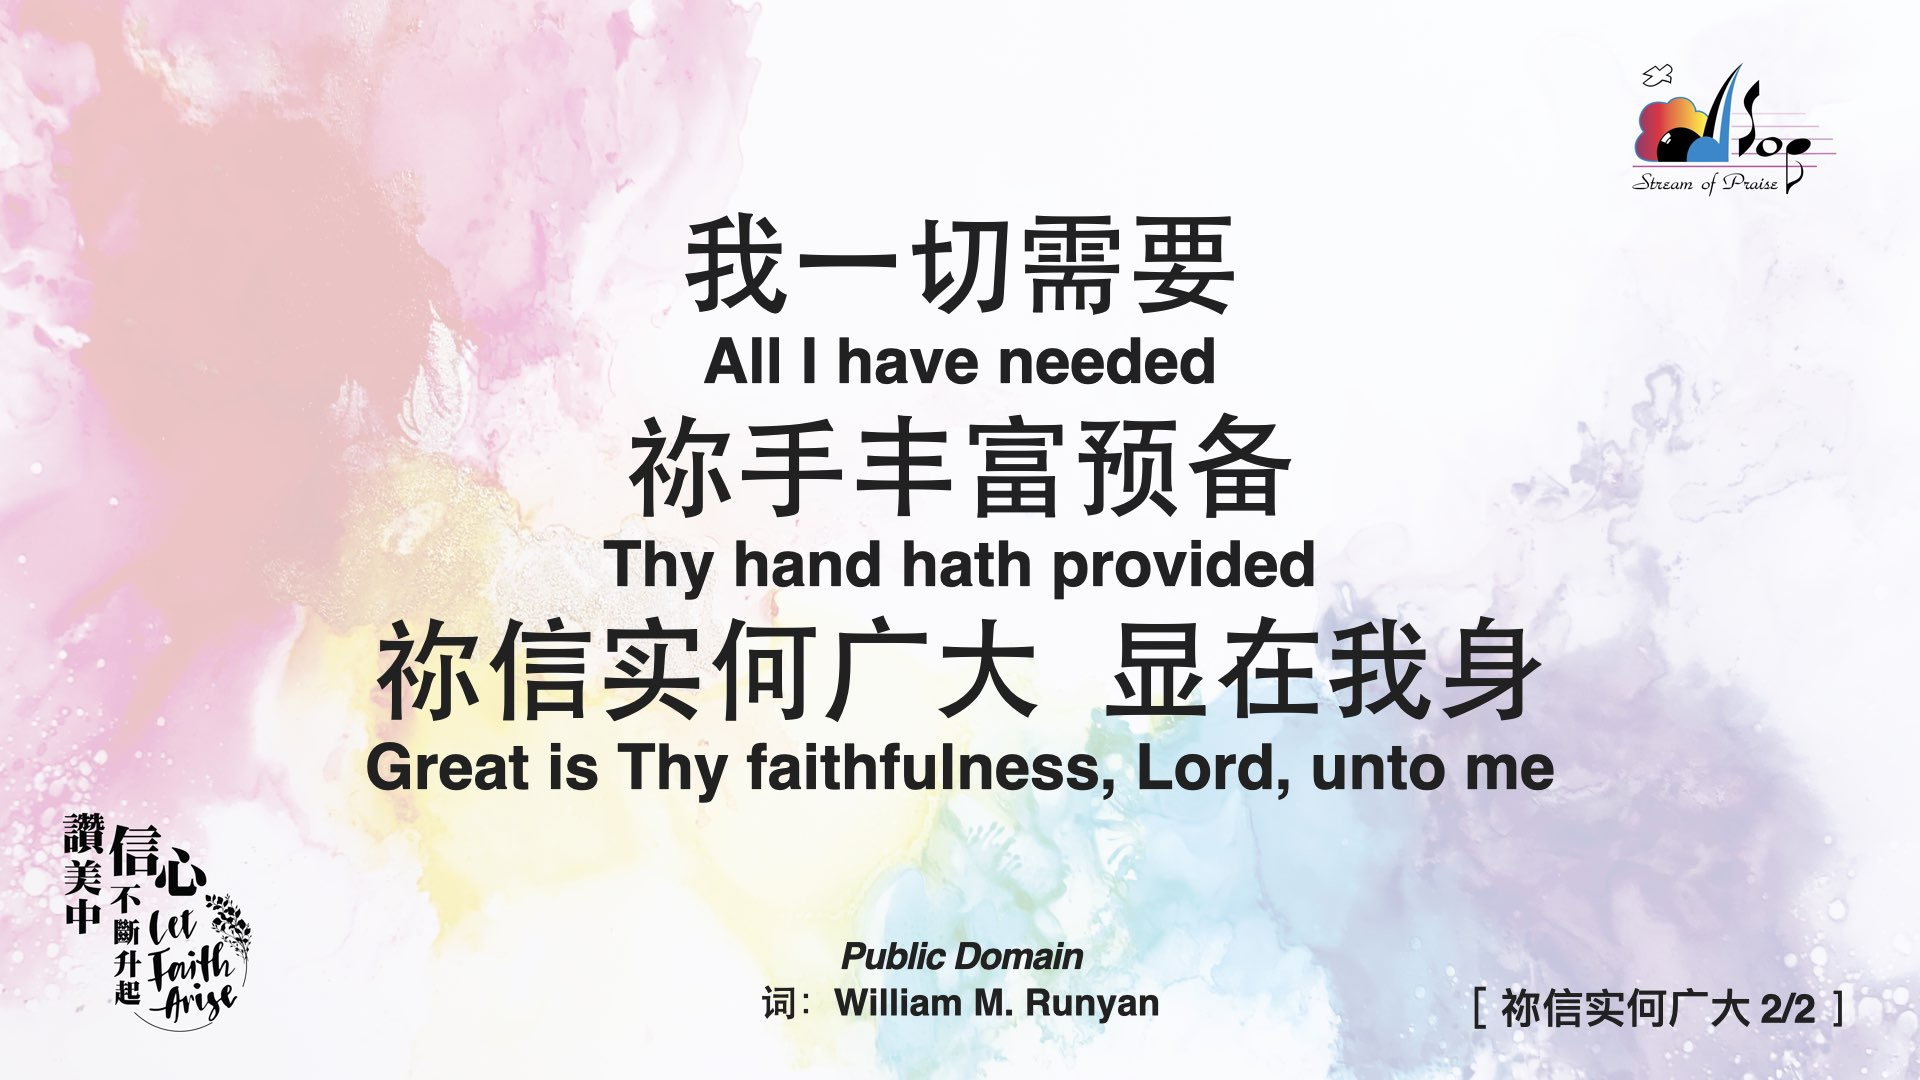 SOP
Stream of Praise
我一切需要
All I have needed
祢手丰富预备
Thy hand hath provided
祢信实何广大 显在我身
Great is Thy faithfulness, Lord, unto me
讚美中
信心
不斷升起
Let
Faith
Arise
Public Domain
词：William M. Runyan
[ 祢信实何广大 2/2 ]